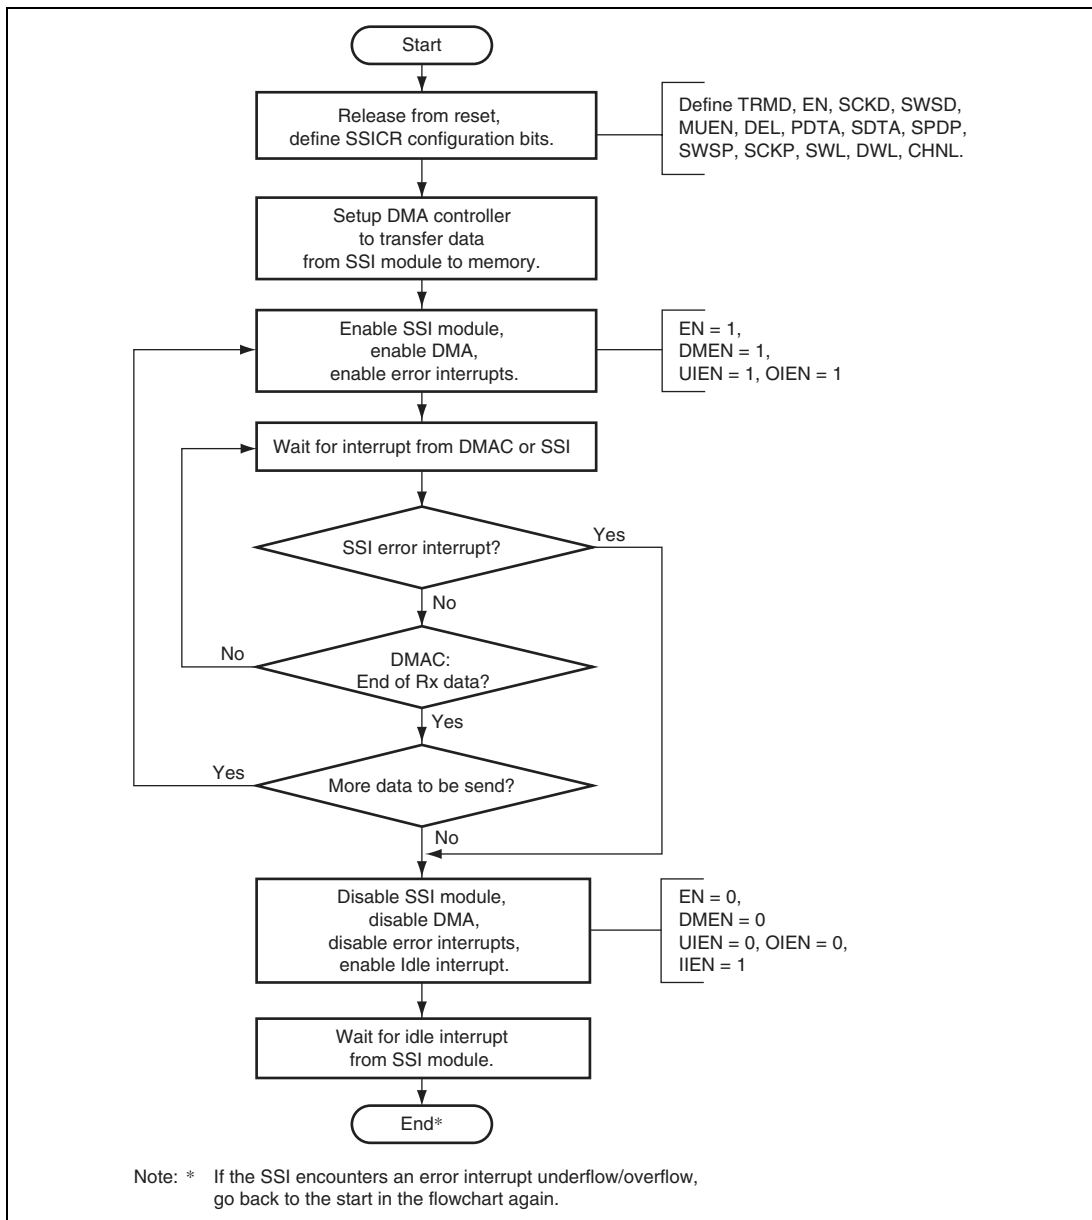 Start
Release from reset,
define SSICR configuration bits.
Define TRMD, EN, SCKD, SWSD,
MUEN, DEL, PDTA, SDTA, SPDP,
SWSP, SCKP, SWL, DWL, CHNL.
Setup DMA controller
to transfer data
from SSI module to memory.
Enable SSI module,
enable DMA,
enable error interrupts.
EN = 1,
DMEN = 1,
UIEN = 1, OIEN = 1
Wait for interrupt from DMAC or SSI
SSI error interrupt?
Yes
No
DMAC:
End of Rx data?
No
Yes
More data to be send?
Yes
No
Disable SSI module,
disable DMA,
disable error interrupts,
enable Idle interrupt.
EN = 0,
DMEN = 0
UIEN = 0, OIEN = 0,
IIEN = 1
Wait for idle interrupt
from SSI module.
End*
Note: * If the SSI encounters an error interrupt underflow/overflow,
go back to the start in the flowchart again.